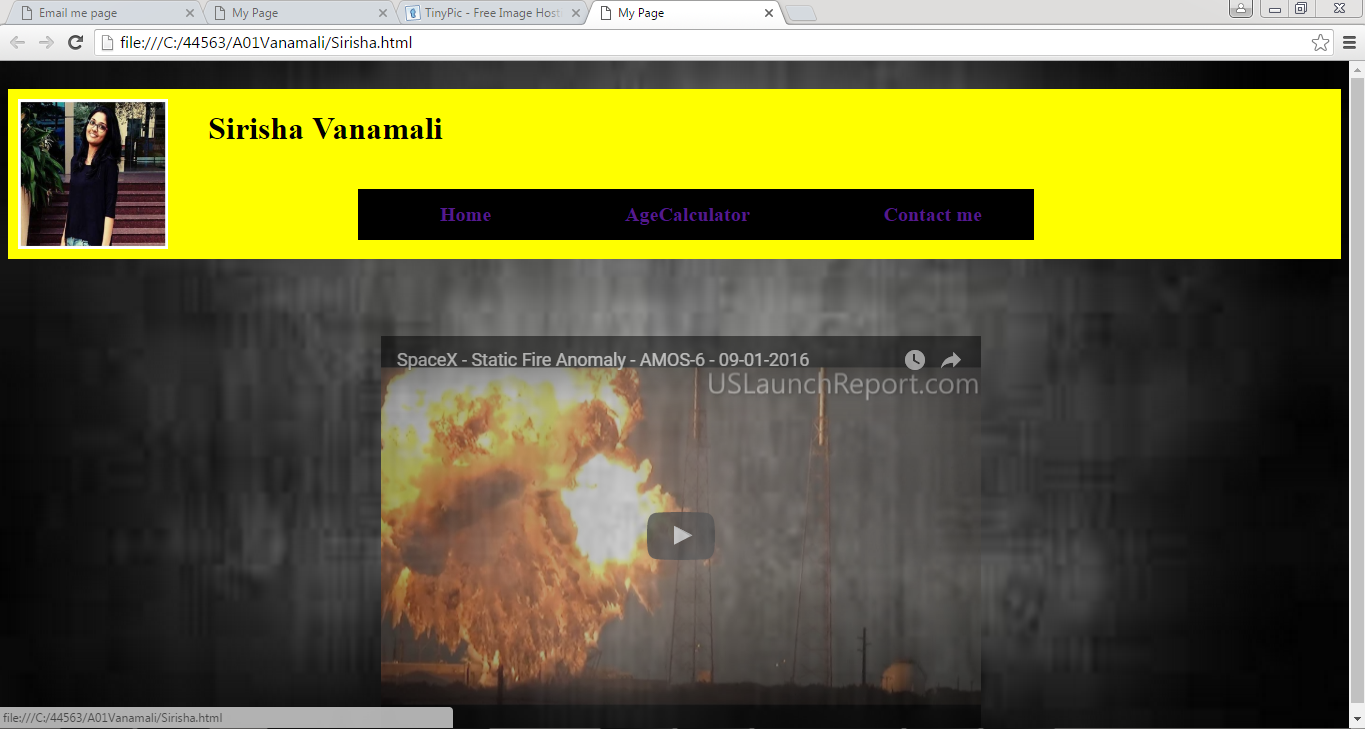 Email me page
My Page
TinyPic - Free Image Hosti
My Page
file:///C:/44563/A01Vanamali/Sirisha.html
Sirisha Vanamali
Home
AgeCalculator
Contact me
SpaceX - Static Fire Anomaly - AMOS-6 - 09-01-2016
USLaunchReport.com
file:///C:/44563/A01Vanamali/Sirisha.html